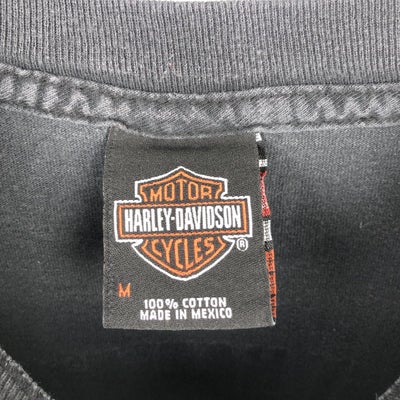 MOTOR
HARLEY-DAVIDSON
CYCLES
®
M
100% COTTON
MADE IN MEXICO